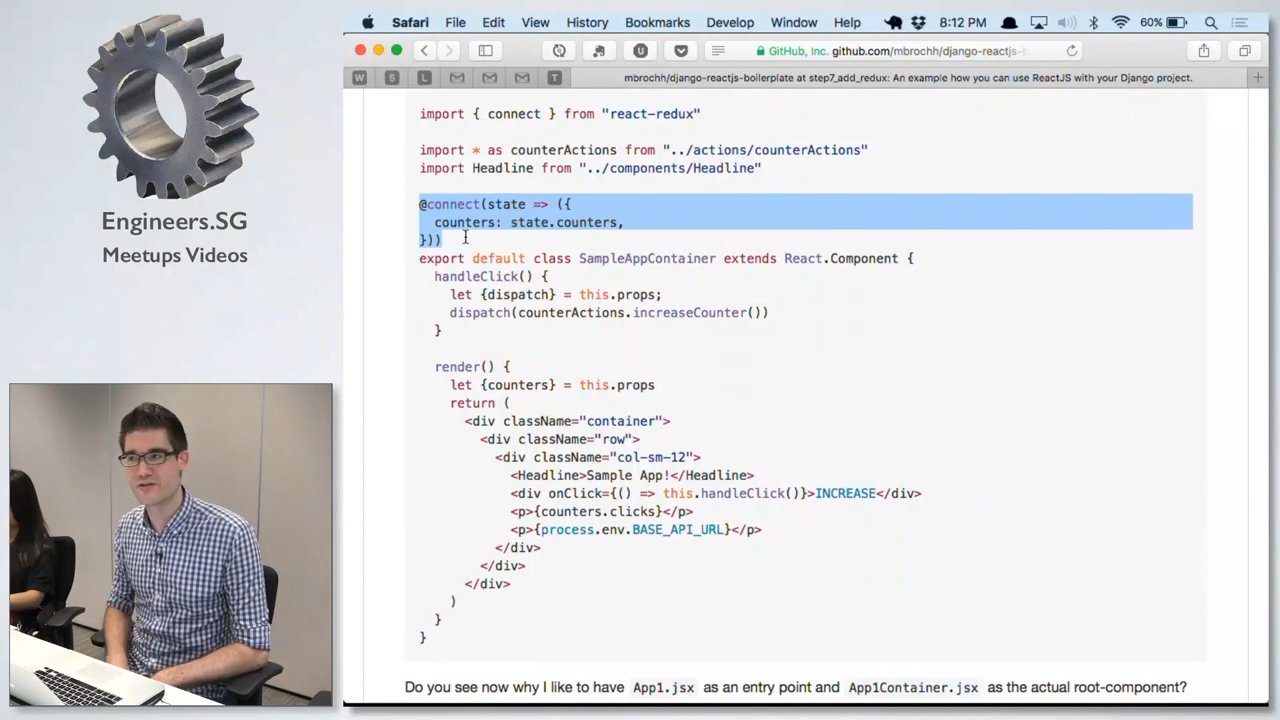 Engineers.SG
Meetups Videos
Safari File Edit View History Bookmarks Develop Window Help 8:12 PM 60%
GitHub, Inc. github.com/mbrochh/django-reactjs-b
W 5 L T mbrochh/django-reactjs-boilerplate at step7_add_redux: An example how you can use ReactJS with your Django project. +
import { connect } from "react-redux"
import * as counterActions from "../actions/counterActions"
import Headline from "../components/Headline"
@connect(state => ({
counters: state.counters,
}))
export default class SampleAppContainer extends React.Component {
handleClick() {
let {dispatch} = this.props;
dispatch(counterActions.increaseCounter())
}
render() {
let {counters} = this.props
return (
<div className="container">
<div className="row">
<div className="col-sm-12">
<Headline>Sample App!</Headline>
<div onClick={() => this.handleClick()}>INCREASE</div>
<p>{counters.clicks}</p>
<p>{process.env.BASE_API_URL}</p>
</div>
</div>
</div>
)
}
}
Do you see now why I like to have App1.jsx as an entry point and App1Container.jsx as the actual root-component?